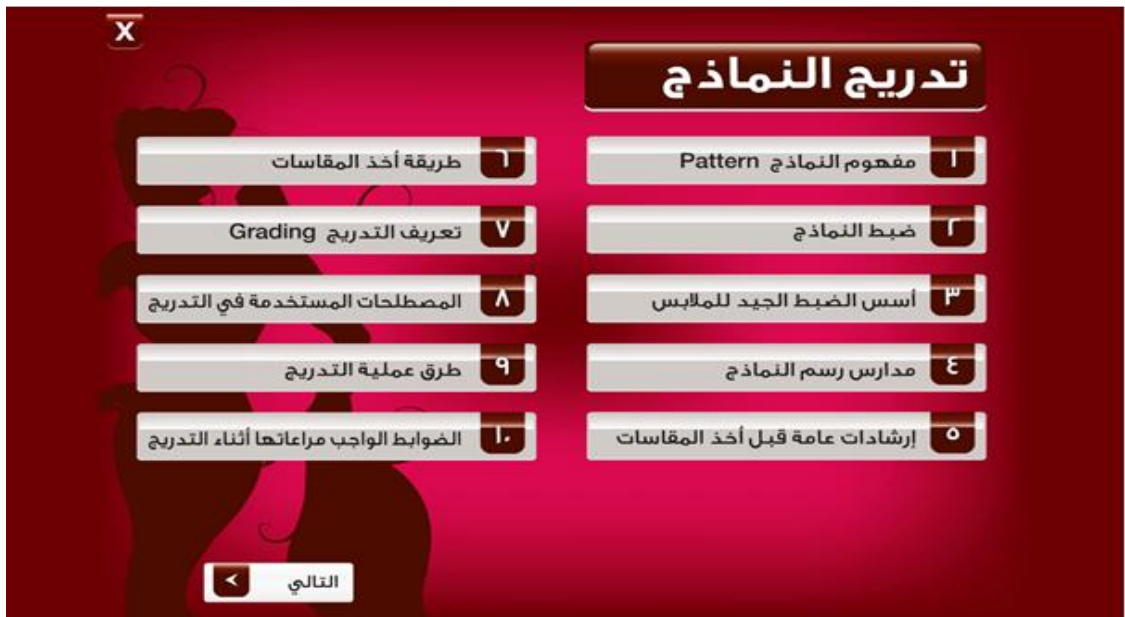 X
تدريج النماذج
١ مفهوم النماذج Pattern
٢ ضبط النماذج
٣ أسس الضبط الجيد للملابس
٤ مدارس رسم النماذج
٥ إرشادات عامة قبل أخذ المقاسات
٦ طريقة أخذ المقاسات
٧ تعريف التدريج Grading
٨ المصطلحات المستخدمة في التدريج
٩ طرق عملية التدريج
١٠ الضوابط الواجب مراعاتها أثناء التدريج
التالي